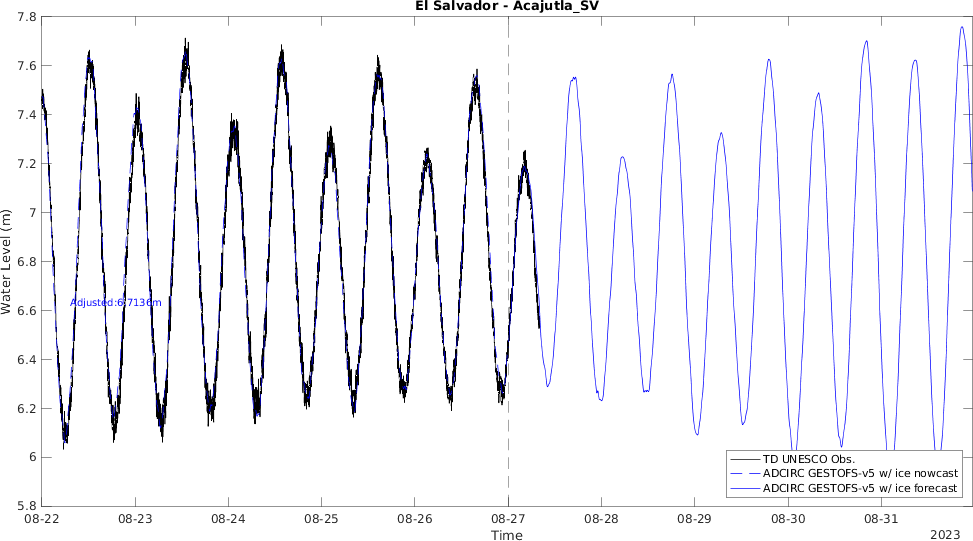 El Salvador - Acajutla_SV
7.8
7.6
7.4
7.2
7
6.8
6.6
6.4
6.2
6
5.8
Water Level (m)
Adjusted:6.7136m
TD UNESCO Obs.
ADCIRC GESTOFS-v5 w/ ice nowcast
ADCIRC GESTOFS-v5 w/ ice forecast
08-22 08-23 08-24 08-25 08-26 08-27 08-28 08-29 08-30 08-31
Time
2023